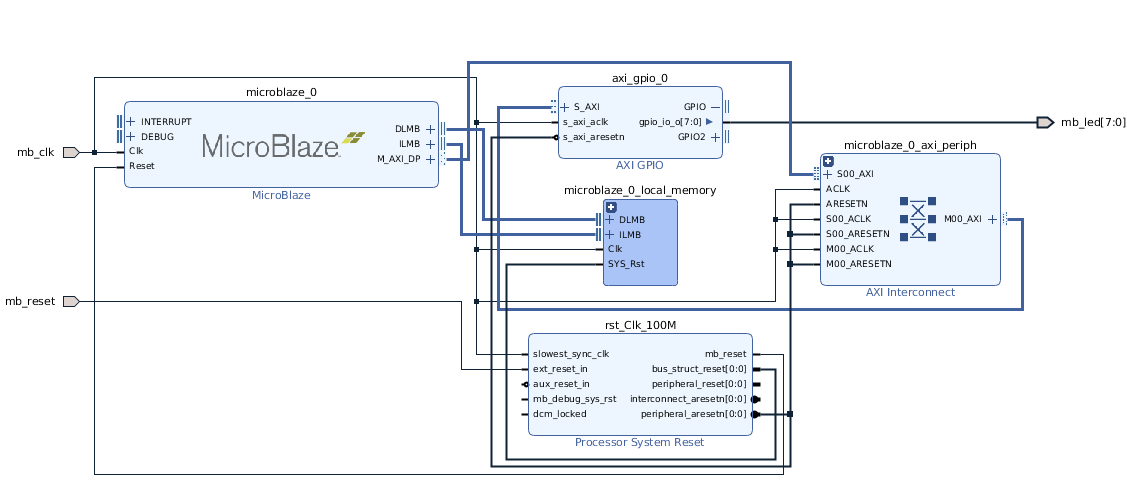 mb_clk
mb_reset
microblaze_0
INTERRUPT
DEBUG
Clk
Reset
MicroBlaze
DLMB
ILMB
M_AXI_DP
MicroBlaze
axi_gpio_0
S_AXI
s_axi_aclk
s_axi_aresetn
GPIO
gpio_io_o[7:0]
GPIO2
AXI GPIO
mb_led[7:0]
microblaze_0_local_memory
DLMB
ILMB
Clk
SYS_Rst
microblaze_0_axi_periph
S00_AXI
ACLK
ARESETN
S00_ACLK
S00_ARESETN
M00_ACLK
M00_ARESETN
M00_AXI
AXI Interconnect
rst_Clk_100M
slowest_sync_clk
ext_reset_in
aux_reset_in
mb_debug_sys_rst
dcm_locked
mb_reset
bus_struct_reset[0:0]
peripheral_reset[0:0]
interconnect_aresetn[0:0]
peripheral_aresetn[0:0]
Processor System Reset